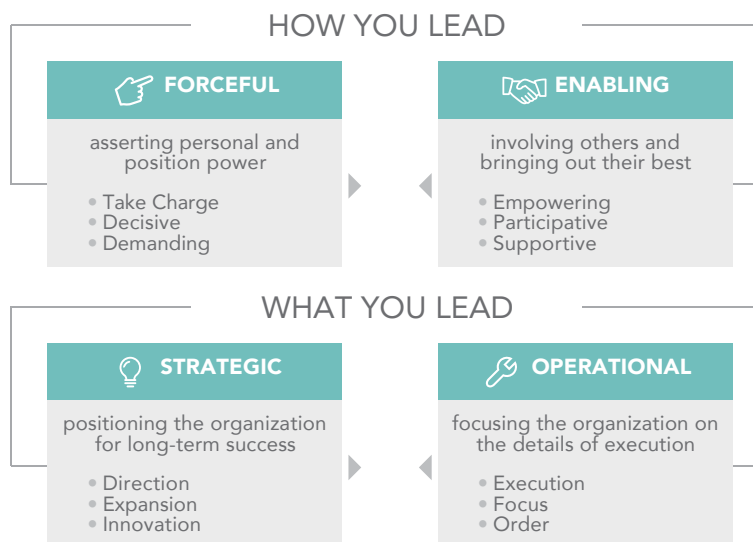 HOW YOU LEAD
FORCEFUL
asserting personal and
position power
• Take Charge
• Decisive
• Demanding
ENABLING
involving others and
bringing out their best
• Empowering
• Participative
• Supportive
WHAT YOU LEAD
STRATEGIC
positioning the organization
for long-term success
• Direction
• Expansion
• Innovation
OPERATIONAL
focusing the organization on
the details of execution
• Execution
• Focus
• Order